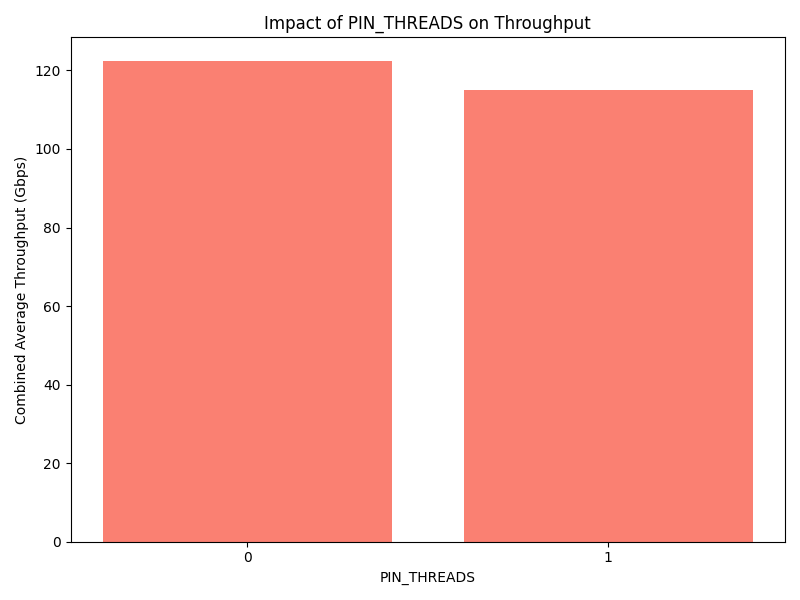 Impact of PIN_THREADS on Throughput
Combined Average Throughput (Gbps)
120
100
80
60
40
20
0
0 1
PIN_THREADS